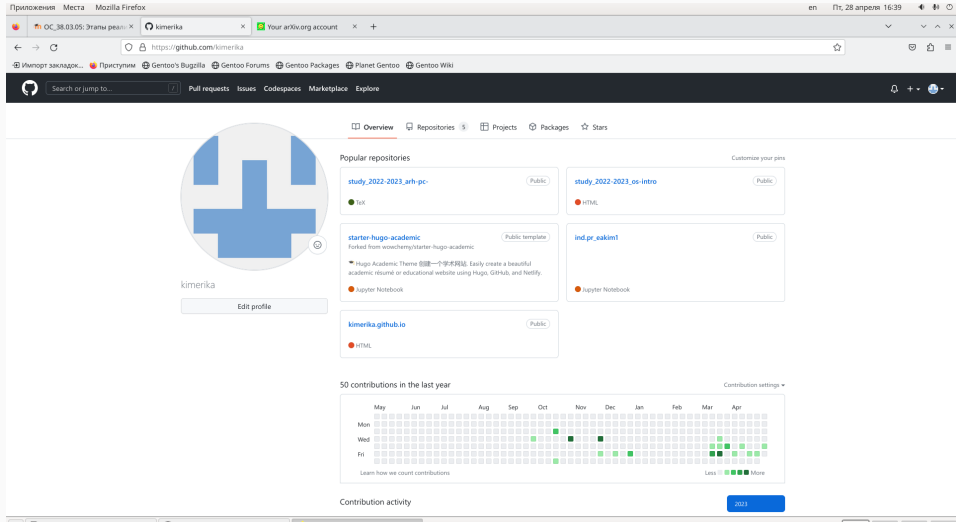 Приложения Места Mozilla Firefox en Пт, 28 апреля 16:39
ОС_38.03.05: Этапы реали × kimerika × Your arXiv.org account × +
https://github.com/kimerika
Импорт закладок... Приступим Gentoo's Bugzilla Gentoo Forums Gentoo Packages Planet Gentoo Gentoo Wiki
Search or jump to... / Pull requests Issues Codespaces Marketplace Explore
Overview Repositories 5 Projects Packages Stars
Popular repositories Customize your pins
study_2022-2023_arh-pc- Public
TeX
study_2022-2023_os-intro Public
HTML
starter-hugo-academic Public template
Forked from wowchemy/starter-hugo-academic
Hugo Academic Theme 创建一个学术网站. Easily create a beautiful
academic résumé or educational website using Hugo, GitHub, and Netlify.
Jupyter Notebook
ind.pr_eakim1 Public
Jupyter Notebook
kimerika
Edit profile
kimerika.github.io Public
HTML
50 contributions in the last year Contribution settings
May Jun Jul Aug Sep Oct Nov Dec Jan Feb Mar Apr
Mon
Wed
Fri
Learn how we count contributions Less More
Contribution activity 2023